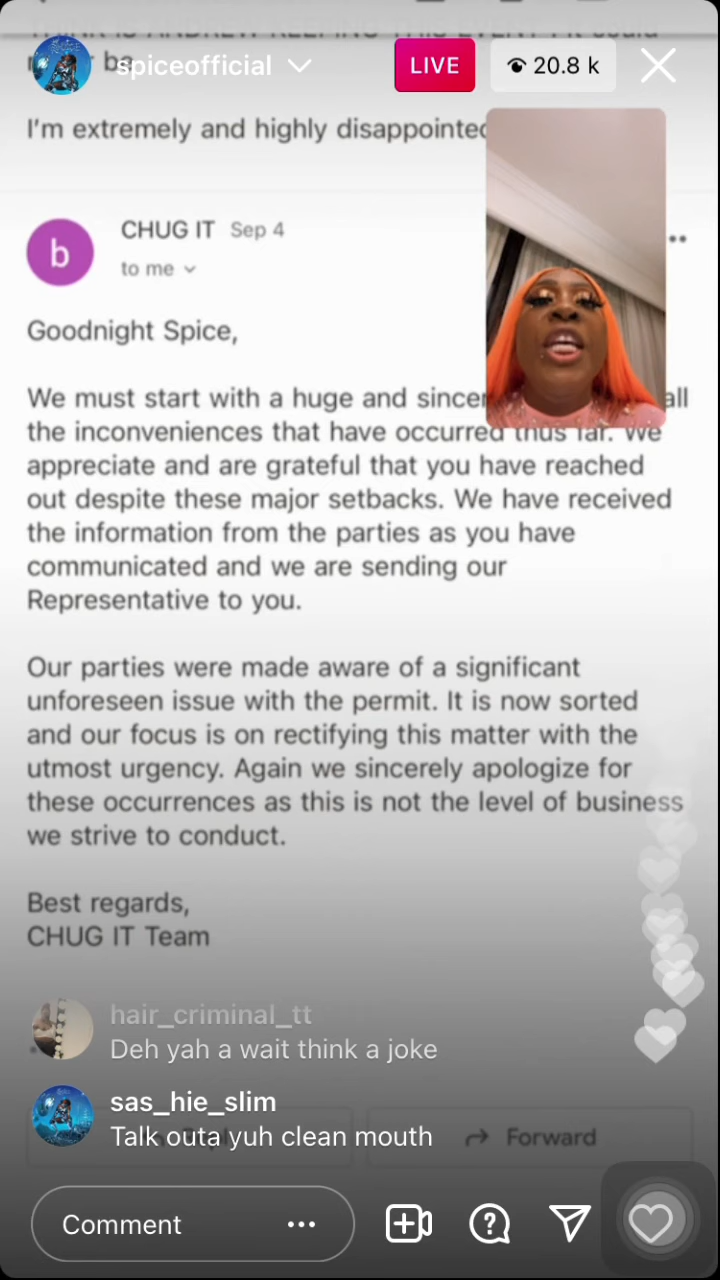 spiceofficial
LIVE
20.8 k
I'm extremely and highly disappointed
b
CHUG IT Sep 4
to me
Goodnight Spice,
We must start with a huge and all
the inconveniences that have occurred thus far. We
appreciate and are grateful that you have reached
out despite these major setbacks. We have received
the information from the parties as you have
communicated and we are sending our
Representative to you.
Our parties were made aware of a significant
unforeseen issue with the permit. It is now sorted
and our focus is on rectifying this matter with the
utmost urgency. Again we sincerely apologize for
these occurrences as this is not the level of business
we strive to conduct.
Best regards,
CHUG IT Team
hair_criminal_tt
Deh yah a wait think a joke
sas_hie_slim
Talk outa yuh clean mouth
Forward
Comment